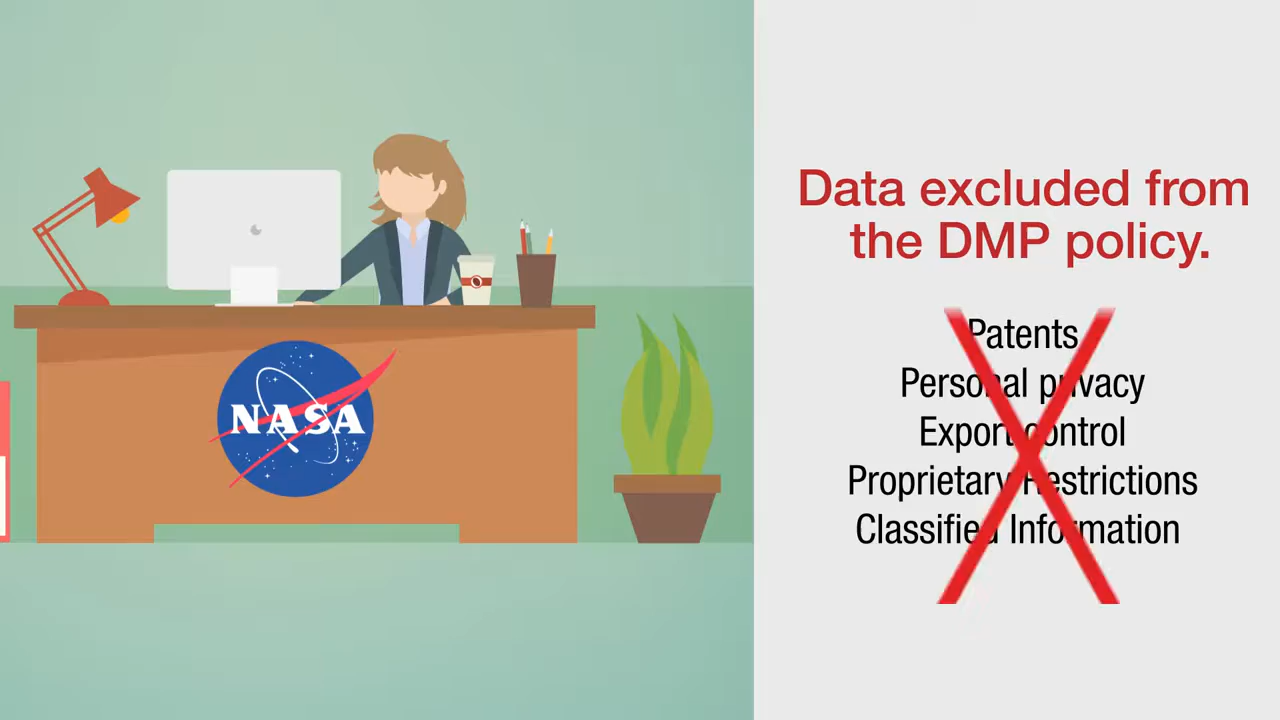 NASA
Data excluded from
the DMP policy.
Patents
Personal privacy
Export control
Proprietary Restrictions
Classified Information